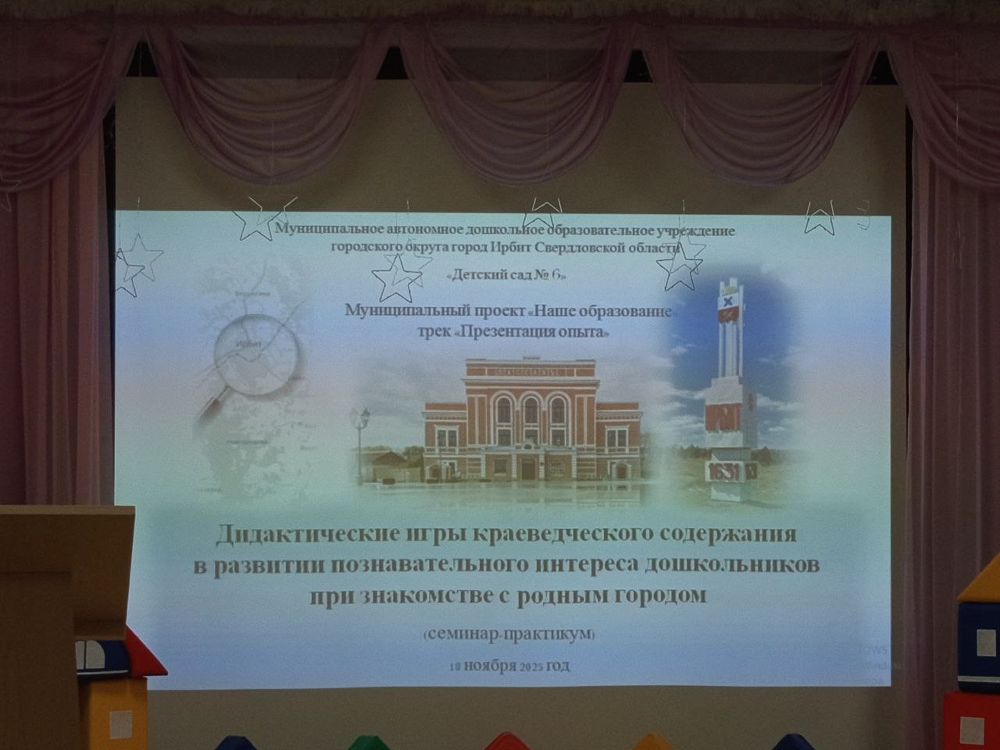 Муниципальное автономное дошкольное образовательное учреждение
городского округа город Ирбит Свердловской области
«Детский сад № 6»
Муниципальный проект «Наше образование
трек «Презентация опыта»
Ирбит
1631
Дидактические игры краеведческого содержания
в развитии познавательного интереса дошкольников
при знакомстве с родным городом
(семинар-практикум)
18 ноября 2025 год